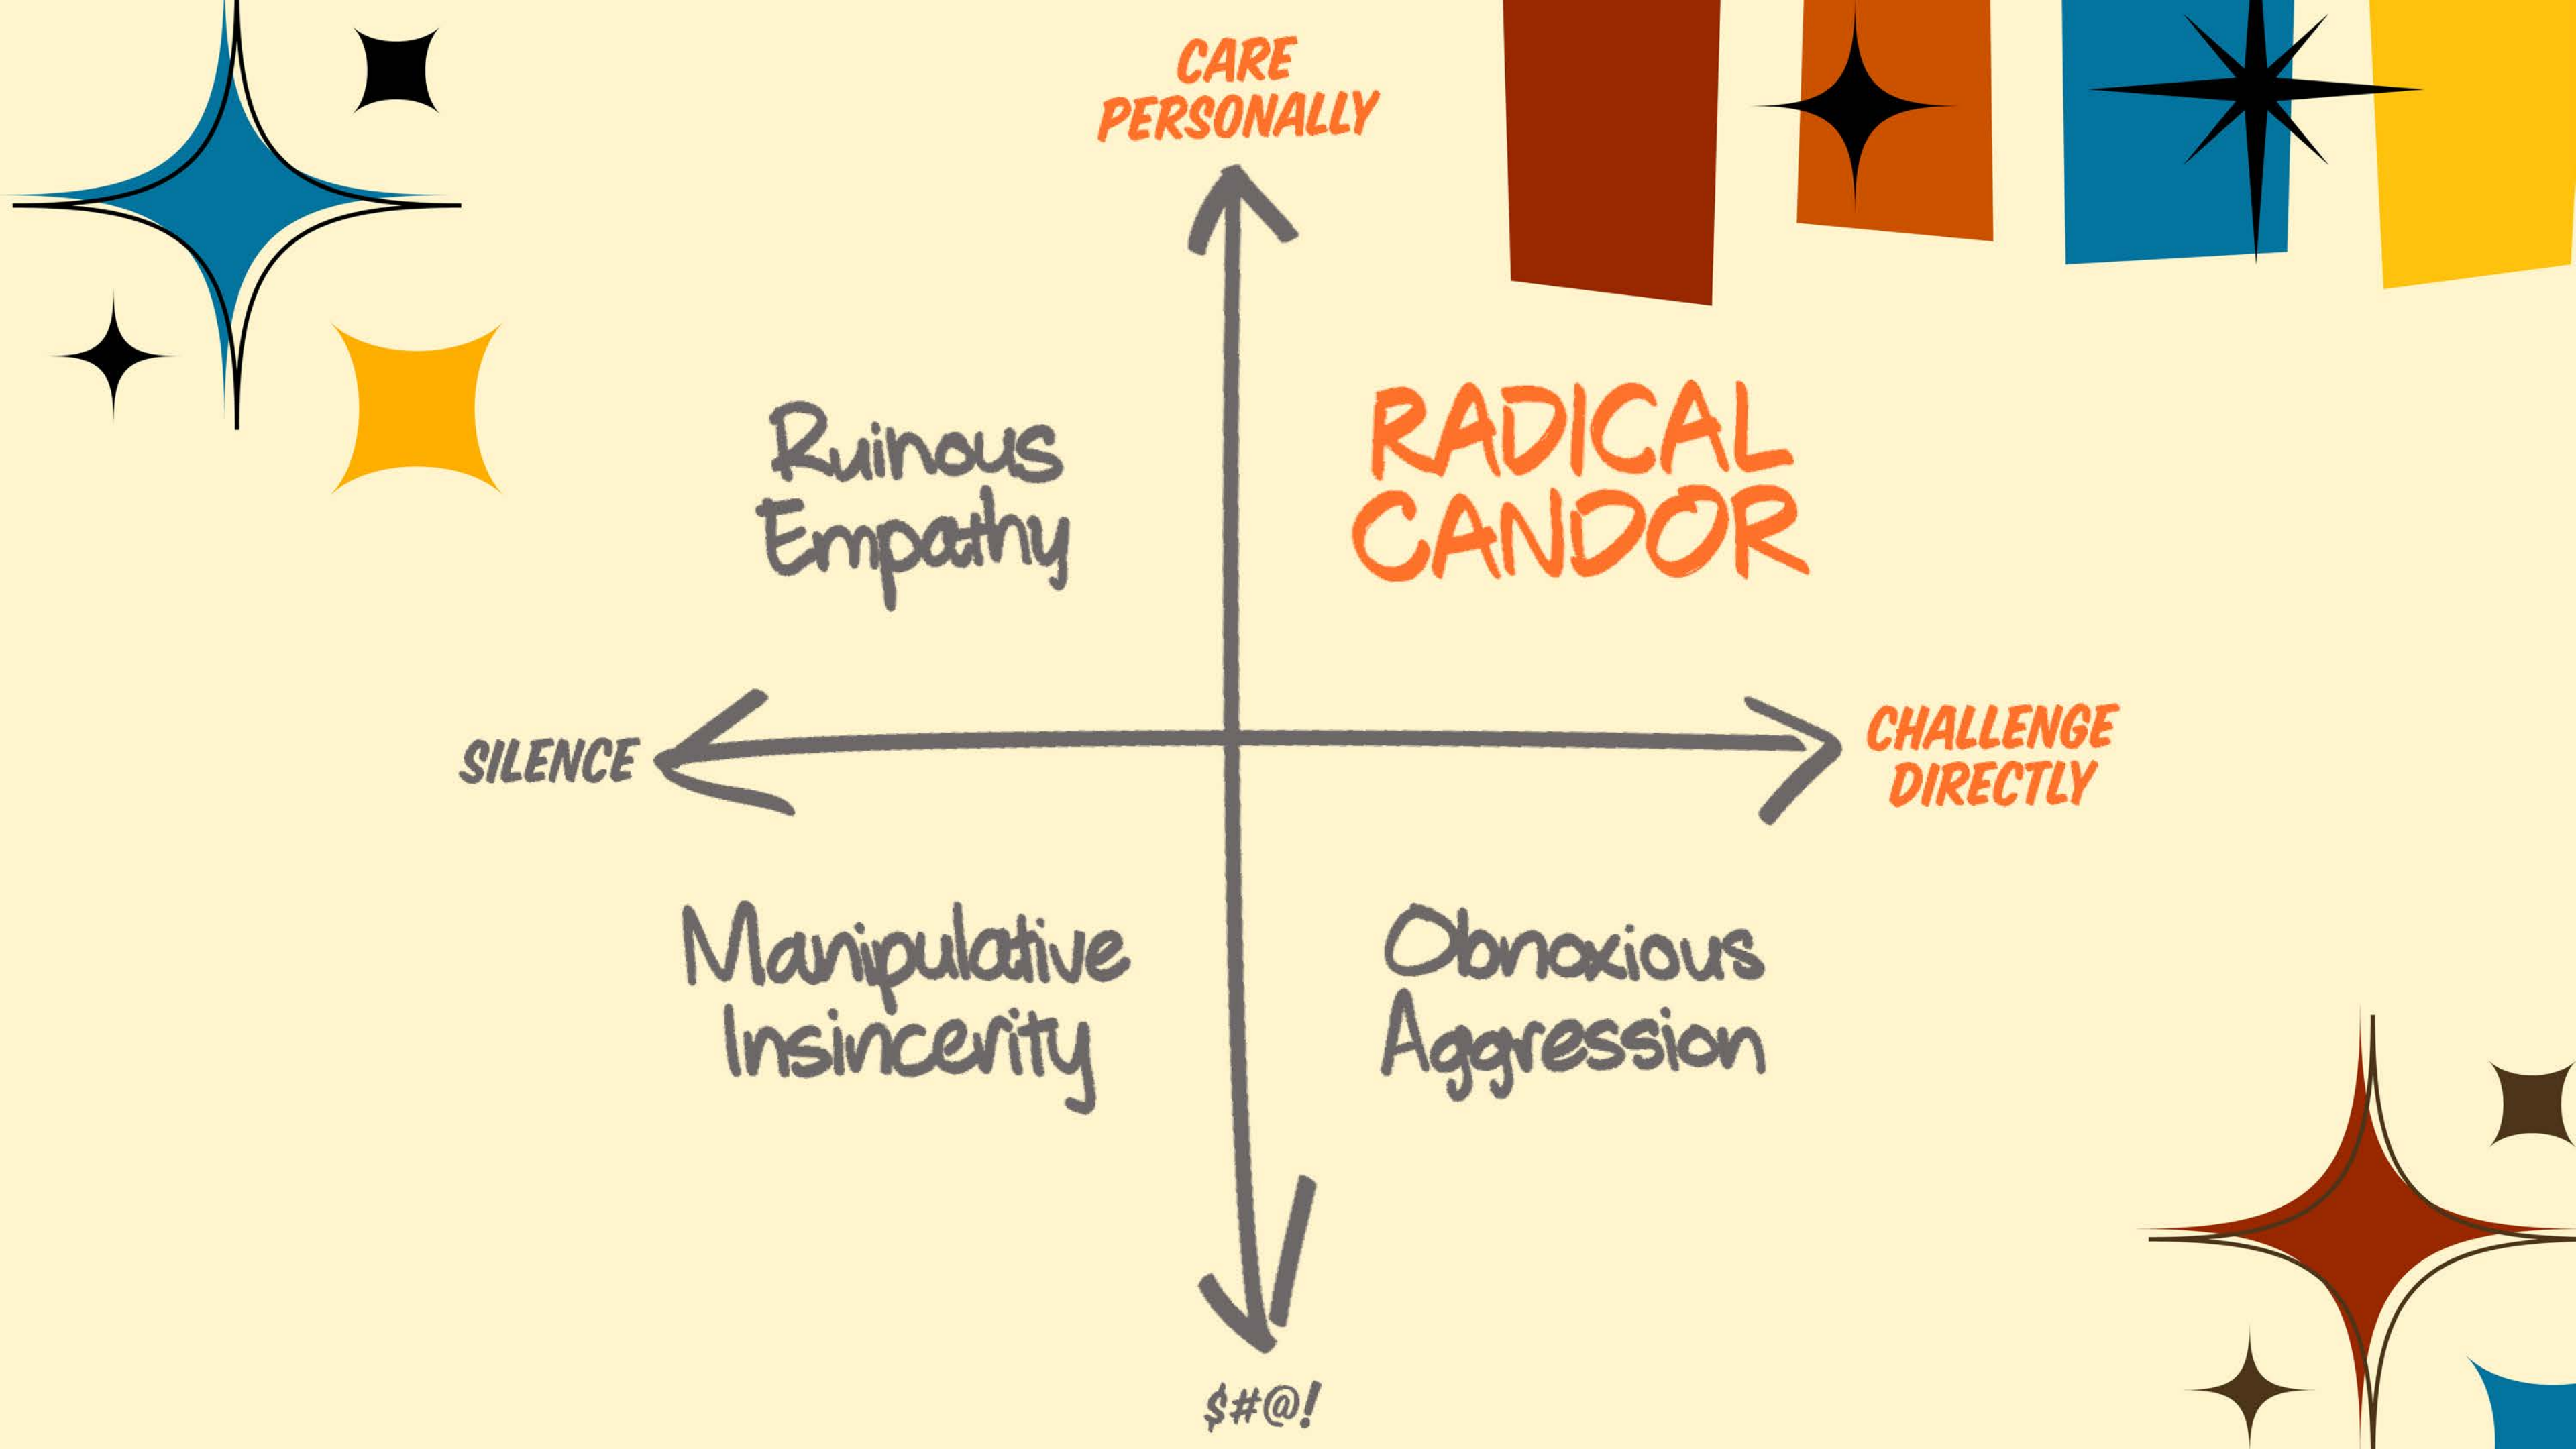 CARE
PERSONALLY
Ruinous
Empathy
RADICAL
CANDOR
SILENCE
CHALLENGE
DIRECTLY
Manipulative
Insincerity
Obnoxious
Aggression
$#@!